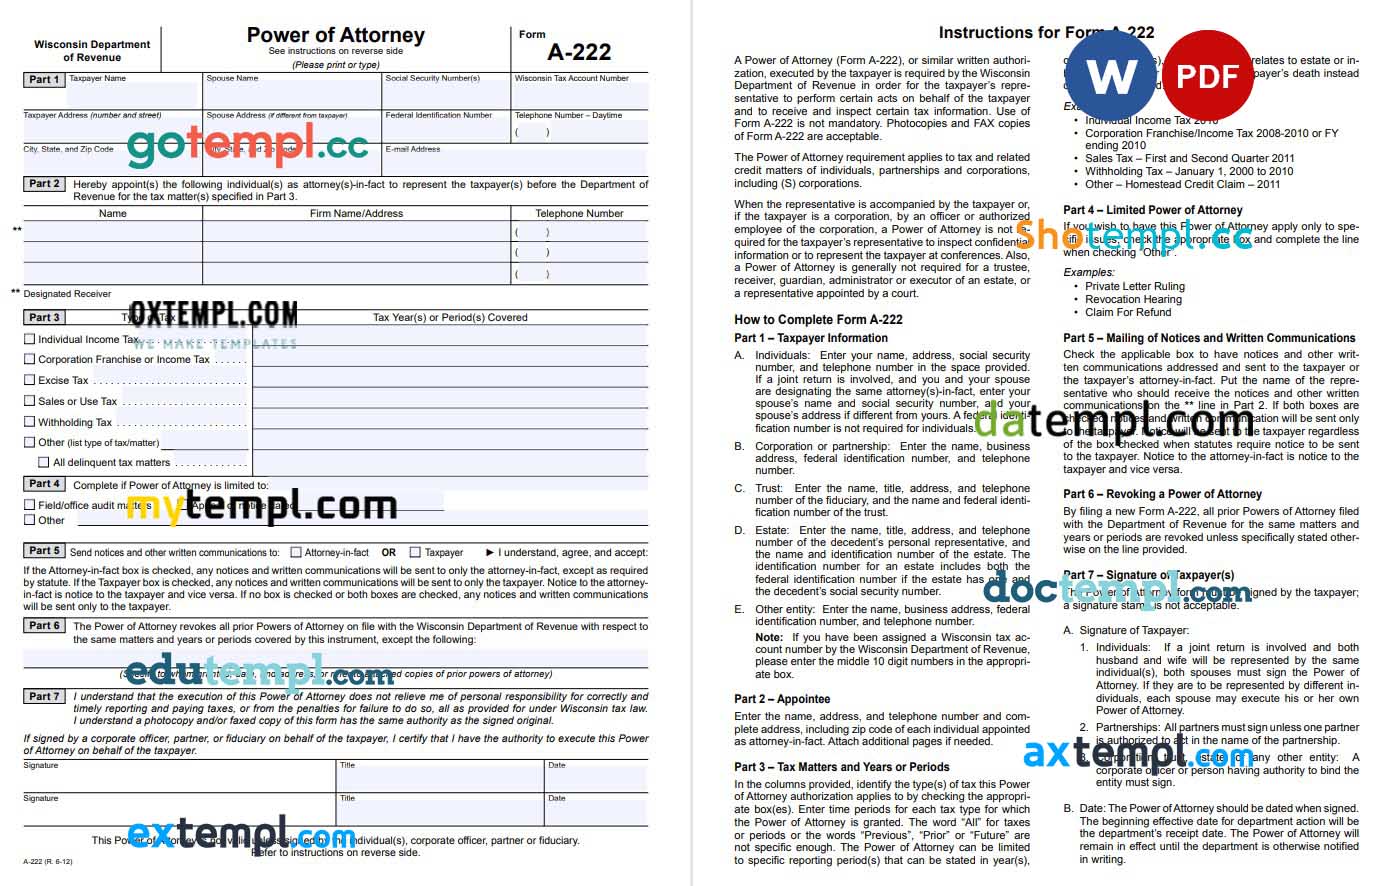 Wisconsin Department
of Revenue
Power of Attorney
See instructions on reverse side
(Please print or type)
Form
A-222
Part 1 Taxpayer Name Spouse Name Social Security Number(s) Wisconsin Tax Account Number
Taxpayer Address (number and street) Spouse Address (if different from taxpayer) Federal Identification Number Telephone Number – Daytime
( )
gotempl.cc
City, State, and Zip Code E-mail Address
Part 2 Hereby appoint(s) the following individual(s) as attorney(s)-in-fact to represent the taxpayer(s) before the Department of
Revenue for the tax matter(s) specified in Part 3.
Name Firm Name/Address Telephone Number
** ( )
( )
( )
** Designated Receiver
OXTEMPL.COM
WE MAKE TEMPLATES
Part 3 Type of Tax Tax Year(s) or Period(s) Covered
Individual Income Tax
Corporation Franchise or Income Tax . . . . . .
Excise Tax
Sales or Use Tax
Withholding Tax
Other (list type of tax/matter)
All delinquent tax matters
Part 4 Complete if Power of Attorney is limited to:
Field/office audit matters
Other
mytempl.com
Part 5 Send notices and other written communications to: Attorney-in-fact OR Taxpayer ► I understand, agree, and accept:
If the Attorney-in-fact box is checked, any notices and written communications will be sent to only the attorney-in-fact, except as required
by statute. If the Taxpayer box is checked, any notices and written communications will be sent to only the taxpayer. Notice to the attorney-
in-fact is notice to the taxpayer and vice versa. If no box is checked or both boxes are checked, any notices and written communications
will be sent only to the taxpayer.
Part 6 The Power of Attorney revokes all prior Powers of Attorney on file with the Wisconsin Department of Revenue with respect to
the same matters and years or periods covered by this instrument, except the following:
edutempl.com
attached copies of prior powers of attorney)
Part 7 I understand that the execution of this Power of Attorney does not relieve me of personal responsibility for correctly and
timely reporting and paying taxes, or from the penalties for failure to do so, all as provided for under Wisconsin tax law.
I understand a photocopy and/or faxed copy of this form has the same authority as the signed original.
If signed by a corporate officer, partner, or fiduciary on behalf of the taxpayer, I certify that I have the authority to execute this Power
of Attorney on behalf of the taxpayer.
Signature Title Date
Signature Title Date
extempl.com
This Power of Attorney is not valid unless signed by the individual(s), corporate officer, partner or fiduciary.
Refer to instructions on reverse side.
A-222 (R. 6-12)
Instructions for Form A-222
W
PDF
A Power of Attorney (Form A-222), or similar written authori-
zation, executed by the taxpayer is required by the Wisconsin
Department of Revenue in order for the taxpayer's repre-
sentative to perform certain acts on behalf of the taxpayer
and to receive and inspect certain tax information. Use of
Form A-222 is not mandatory. Photocopies and FAX copies
of Form A-222 are acceptable.
The Power of Attorney requirement applies to tax and related
credit matters of individuals, partnerships and corporations,
including (S) corporations.
When the representative is accompanied by the taxpayer or,
if the taxpayer is a corporation, by an officer or authorized
employee of the corporation, a Power of Attorney is not re-
quired for the taxpayer's representative to inspect confidential
information or to represent the taxpayer at conferences. Also,
a Power of Attorney is generally not required for a trustee,
receiver, guardian, administrator or executor of an estate, or
a representative appointed by a court.
How to Complete Form A-222
Part 1 – Taxpayer Information
A. Individuals: Enter your name, address, social security
number, and telephone number in the space provided.
If a joint return is involved, and you and your spouse
are designating the same attorney(s)-in-fact, enter your
spouse's name and social security number, and your
spouse's address if different from yours. A federal identi-
fication number is not required for individuals.
B. Corporation or partnership: Enter the name, business
address, federal identification number, and telephone
number.
C. Trust: Enter the name, title, address, and telephone
number of the fiduciary, and the name and federal identi-
fication number of the trust.
D. Estate: Enter the name, title, address, and telephone
number of the decedent's personal representative, and
the name and identification number of the estate. The
identification number for an estate includes both the
federal identification number if the estate has one and
the decedent's social security number.
E. Other entity: Enter the name, business address, federal
identification number, and telephone number.
Note: If you have been assigned a Wisconsin tax ac-
count number by the Wisconsin Department of Revenue,
please enter the middle 10 digit numbers in the appropri-
ate box.
Part 2 – Appointee
Enter the name, address, and telephone number and com-
plete address, including zip code of each individual appointed
as attorney-in-fact. Attach additional pages if needed.
Part 3 – Tax Matters and Years or Periods
In the columns provided, identify the type(s) of tax this Power
of Attorney authorization applies to by checking the appropri-
ate box(es). Enter time periods for each tax type for which
the Power of Attorney is granted. The word "All" for taxes
or periods or the words "Previous", "Prior" or "Future" are
not specific enough. The Power of Attorney can be limited
to specific reporting period(s) that can be stated in year(s),
relates to estate or in-
taxpayer's death instead
Individual Income Tax 2010
• Corporation Franchise/Income Tax 2008-2010 or FY
ending 2010
• Sales Tax – First and Second Quarter 2011
• Withholding Tax – January 1, 2000 to 2010
• Other – Homestead Credit Claim – 2011
Part 4 – Limited Power of Attorney
If you wish to have this Power of Attorney apply only to spe-
cific issues, check the appropriate box and complete the line
when checking "Other".
Shotempl.cc
Examples:
• Private Letter Ruling
• Revocation Hearing
• Claim For Refund
Part 5 – Mailing of Notices and Written Communications
Check the applicable box to have notices and other writ-
ten communications addressed and sent to the taxpayer or
the taxpayer's attorney-in-fact. Put the name of the repre-
sentative who should receive the notices and other written
communications on the ** line in Part 2. If both boxes are
checked, notices and written communication will be sent only
to the taxpayer. Notice will be sent to the taxpayer regardless
of the box checked when statutes require notice to be sent
to the taxpayer. Notice to the attorney-in-fact is notice to the
taxpayer and vice versa.
datempl.com
Part 6 – Revoking a Power of Attorney
By filing a new Form A-222, all prior Powers of Attorney filed
with the Department of Revenue for the same matters and
years or periods are revoked unless specifically stated other-
wise on the line provided.
Part 7 – Signature of Taxpayer(s)
The Power of Attorney form must be signed by the taxpayer;
a signature stamp is not acceptable.
doctempl.com
A. Signature of Taxpayer:
1. Individuals: If a joint return is involved and both
husband and wife will be represented by the same
individual(s), both spouses must sign the Power of
Attorney. If they are to be represented by different in-
dividuals, each spouse may execute his or her own
Power of Attorney.
2. Partnerships: All partners must sign unless one partner
is authorized to act in the name of the partnership.
3. Corporation, trust, estate or any other entity: A
corporate officer or person having authority to bind the
entity must sign.
axtempl.com
B. Date: The Power of Attorney should be dated when signed.
The beginning effective date for department action will be
the department's receipt date. The Power of Attorney will
remain in effect until the department is otherwise notified
in writing.